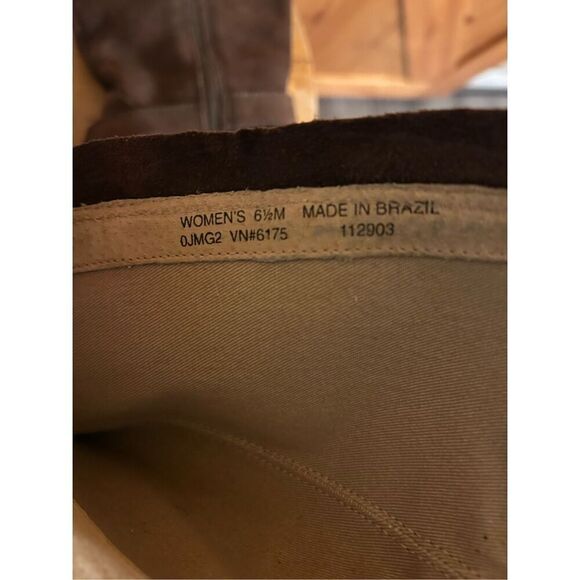 WOMEN'S 6½M MADE IN BRAZIL
0JMG2 VN#6175 112903